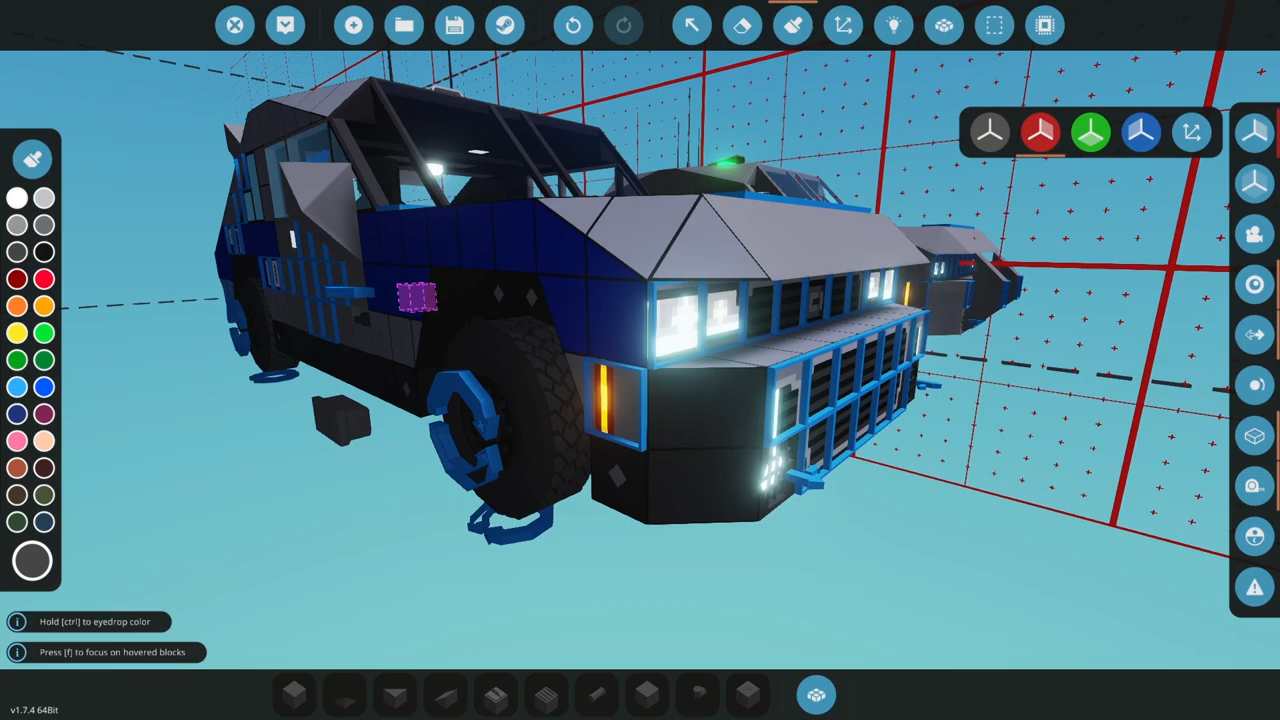 Hold [ctrl] to eyedrop color
Press [f] to focus on hovered blocks
v1.7.4 64Bit